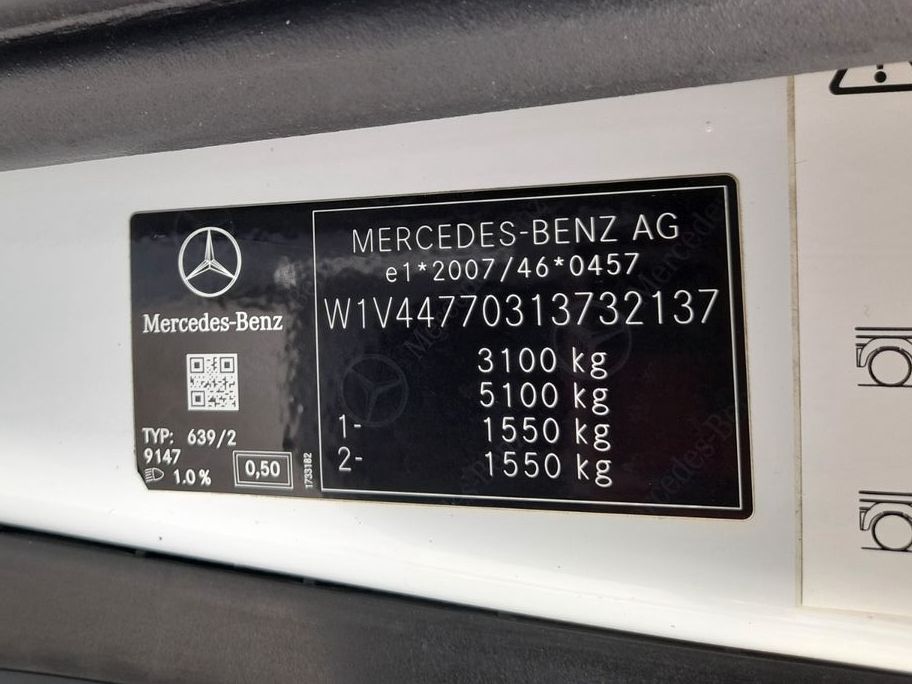 Mercedes-Benz
TYP: 639/2
9147
1.0%
0,50
1733182
MERCEDES-BENZ AG
e1*2007/46*0457
W1V44770313732137
3100 kg
5100 kg
1- 1550 kg
2- 1550 kg